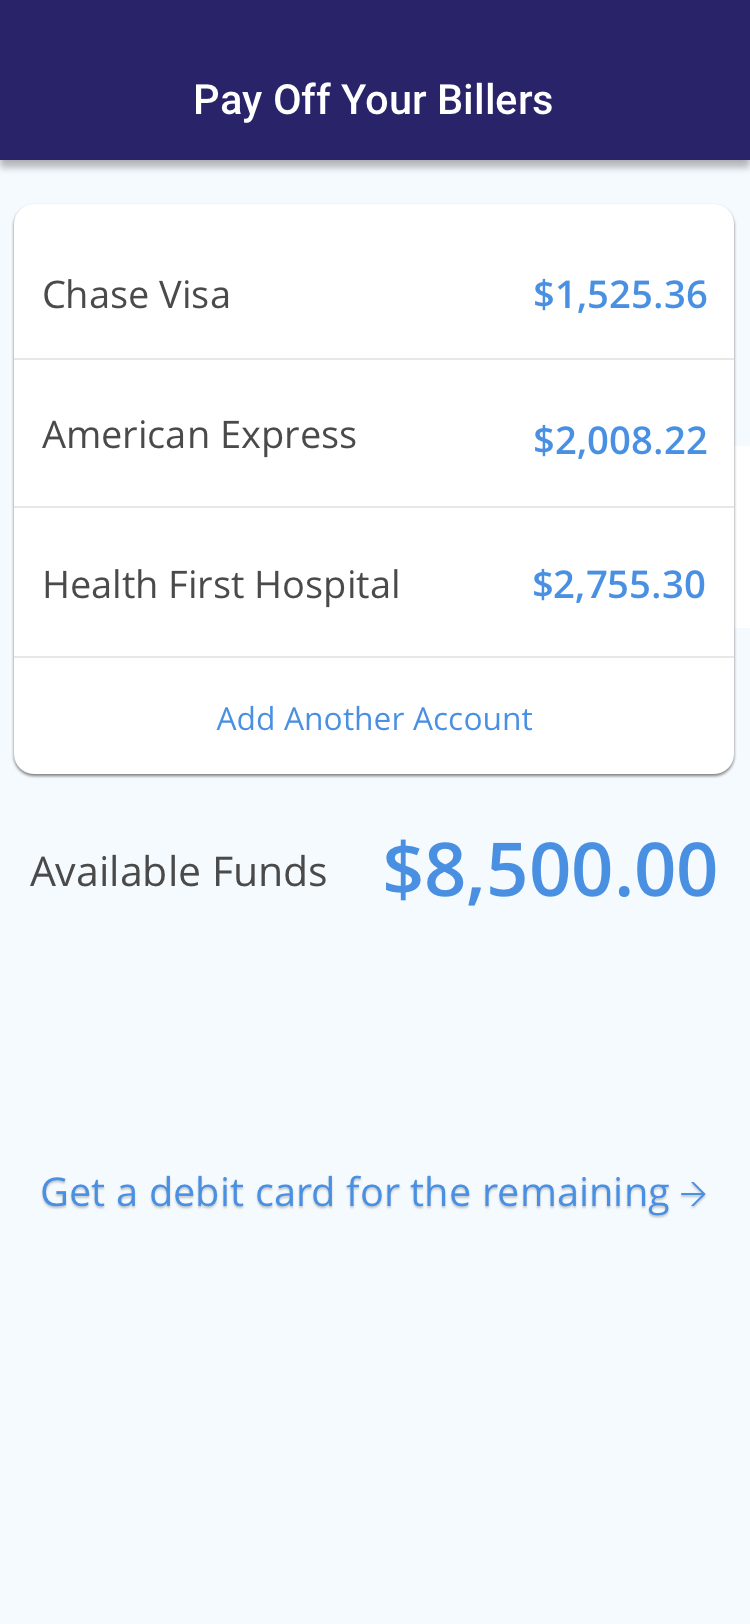 Pay Off Your Billers
Chase Visa $1,525.36
American Express $2,008.22
Health First Hospital $2,755.30
Add Another Account
Available Funds $8,500.00
Get a debit card for the remaining →